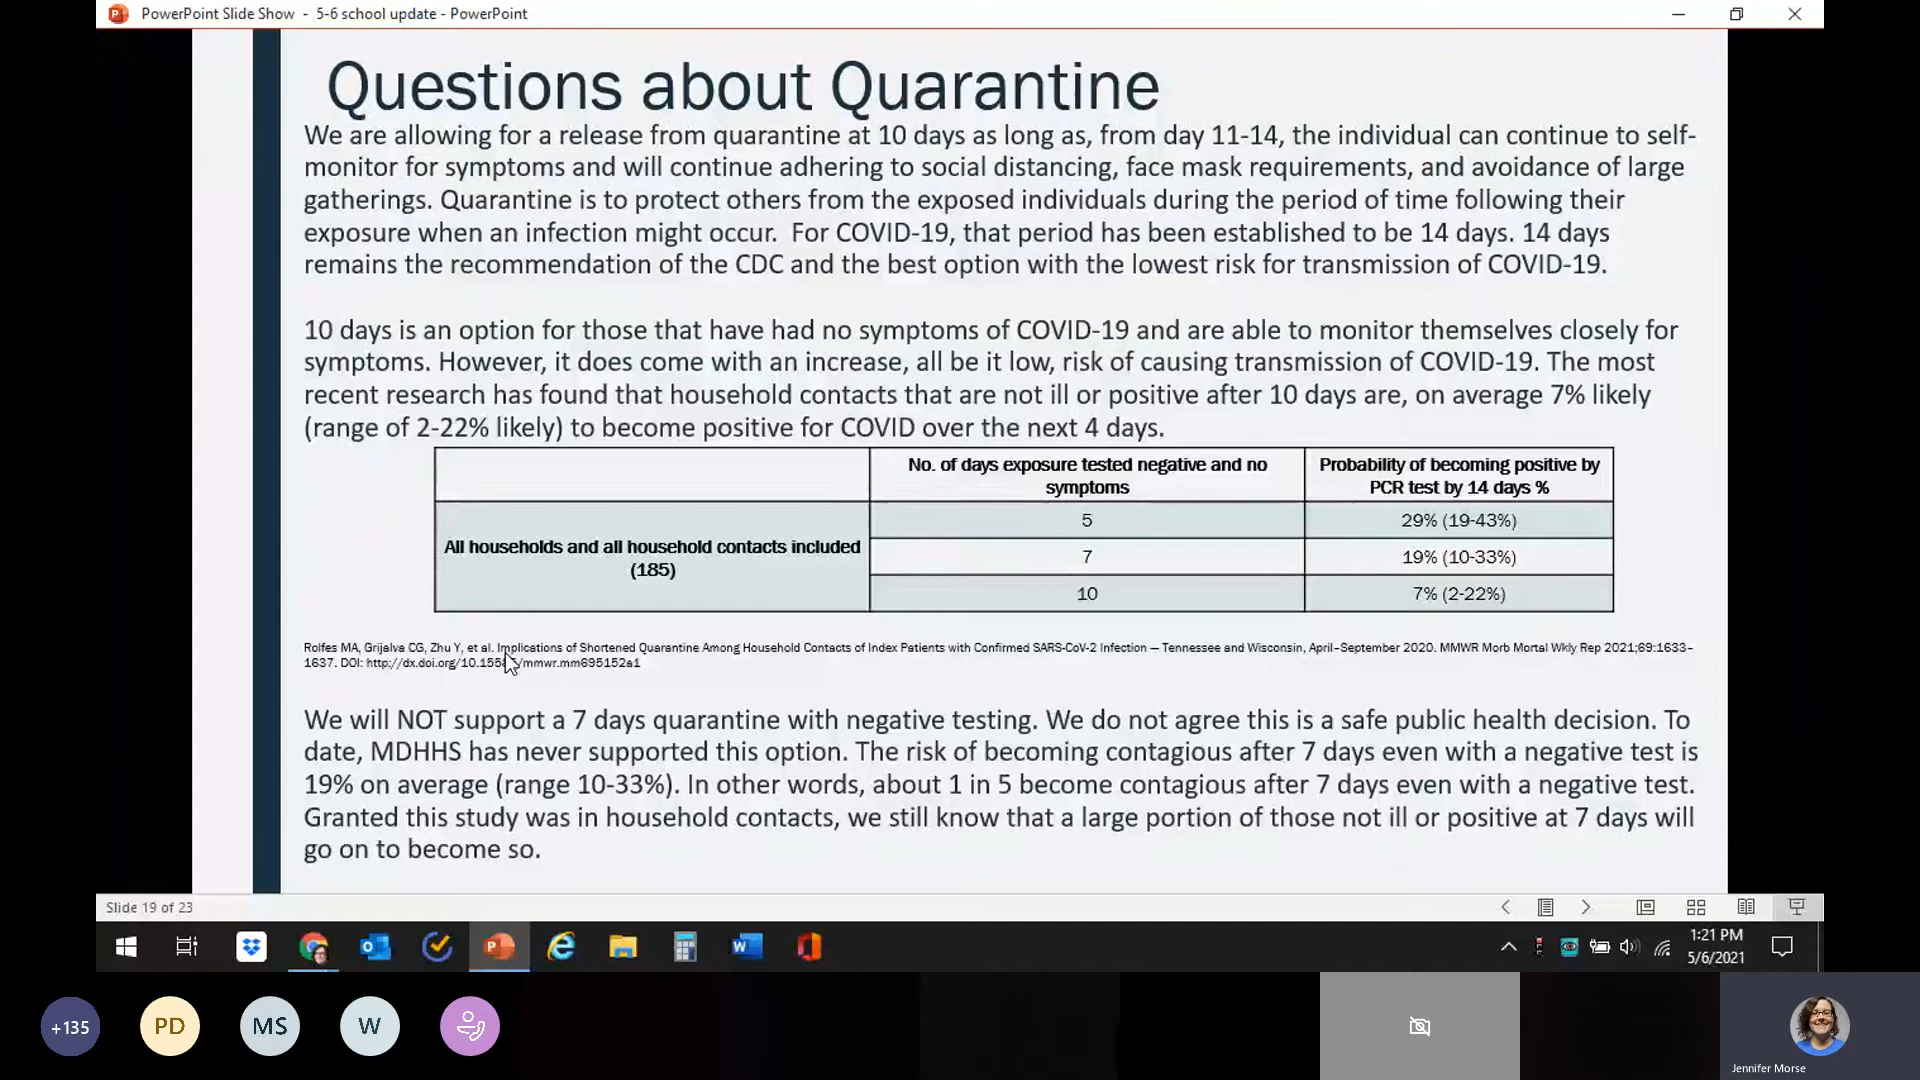 PowerPoint Slide Show - 5-6 school update - PowerPoint
Questions about Quarantine
We are allowing for a release from quarantine at 10 days as long as, from day 11-14, the individual can continue to self-
monitor for symptoms and will continue adhering to social distancing, face mask requirements, and avoidance of large
gatherings. Quarantine is to protect others from the exposed individuals during the period of time following their
exposure when an infection might occur.  For COVID-19, that period has been established to be 14 days. 14 days
remains the recommendation of the CDC and the best option with the lowest risk for transmission of COVID-19.
10 days is an option for those that have had no symptoms of COVID-19 and are able to monitor themselves closely for
symptoms. However, it does come with an increase, all be it low, risk of causing transmission of COVID-19. The most
recent research has found that household contacts that are not ill or positive after 10 days are, on average 7% likely
(range of 2-22% likely) to become positive for COVID over the next 4 days.
No. of days exposure tested negative and no
symptoms
Probability of becoming positive by
PCR test by 14 days %
All households and all household contacts included
(185)
5
29% (19-43%)
7
19% (10-33%)
10
7% (2-22%)
Rolfes MA, Grijalva CG, Zhu Y, et al. Implications of Shortened Quarantine Among Household Contacts of Index Patients with Confirmed SARS-CoV-2 Infection — Tennessee and Wisconsin, April–September 2020. MMWR Morb Mortal Wkly Rep 2021;69:1633–
1637. DOI: /mmwr.mm695152a1
We will NOT support a 7 days quarantine with negative testing. We do not agree this is a safe public health decision. To
date, MDHHS has never supported this option. The risk of becoming contagious after 7 days even with a negative test is
19% on average (range 10-33%). In other words, about 1 in 5 become contagious after 7 days even with a negative test.
Granted this study was in household contacts, we still know that a large portion of those not ill or positive at 7 days will
go on to become so.
Slide 19 of 23
1:21 PM
5/6/2021
+135
PD
MS
W
Jennifer Morse